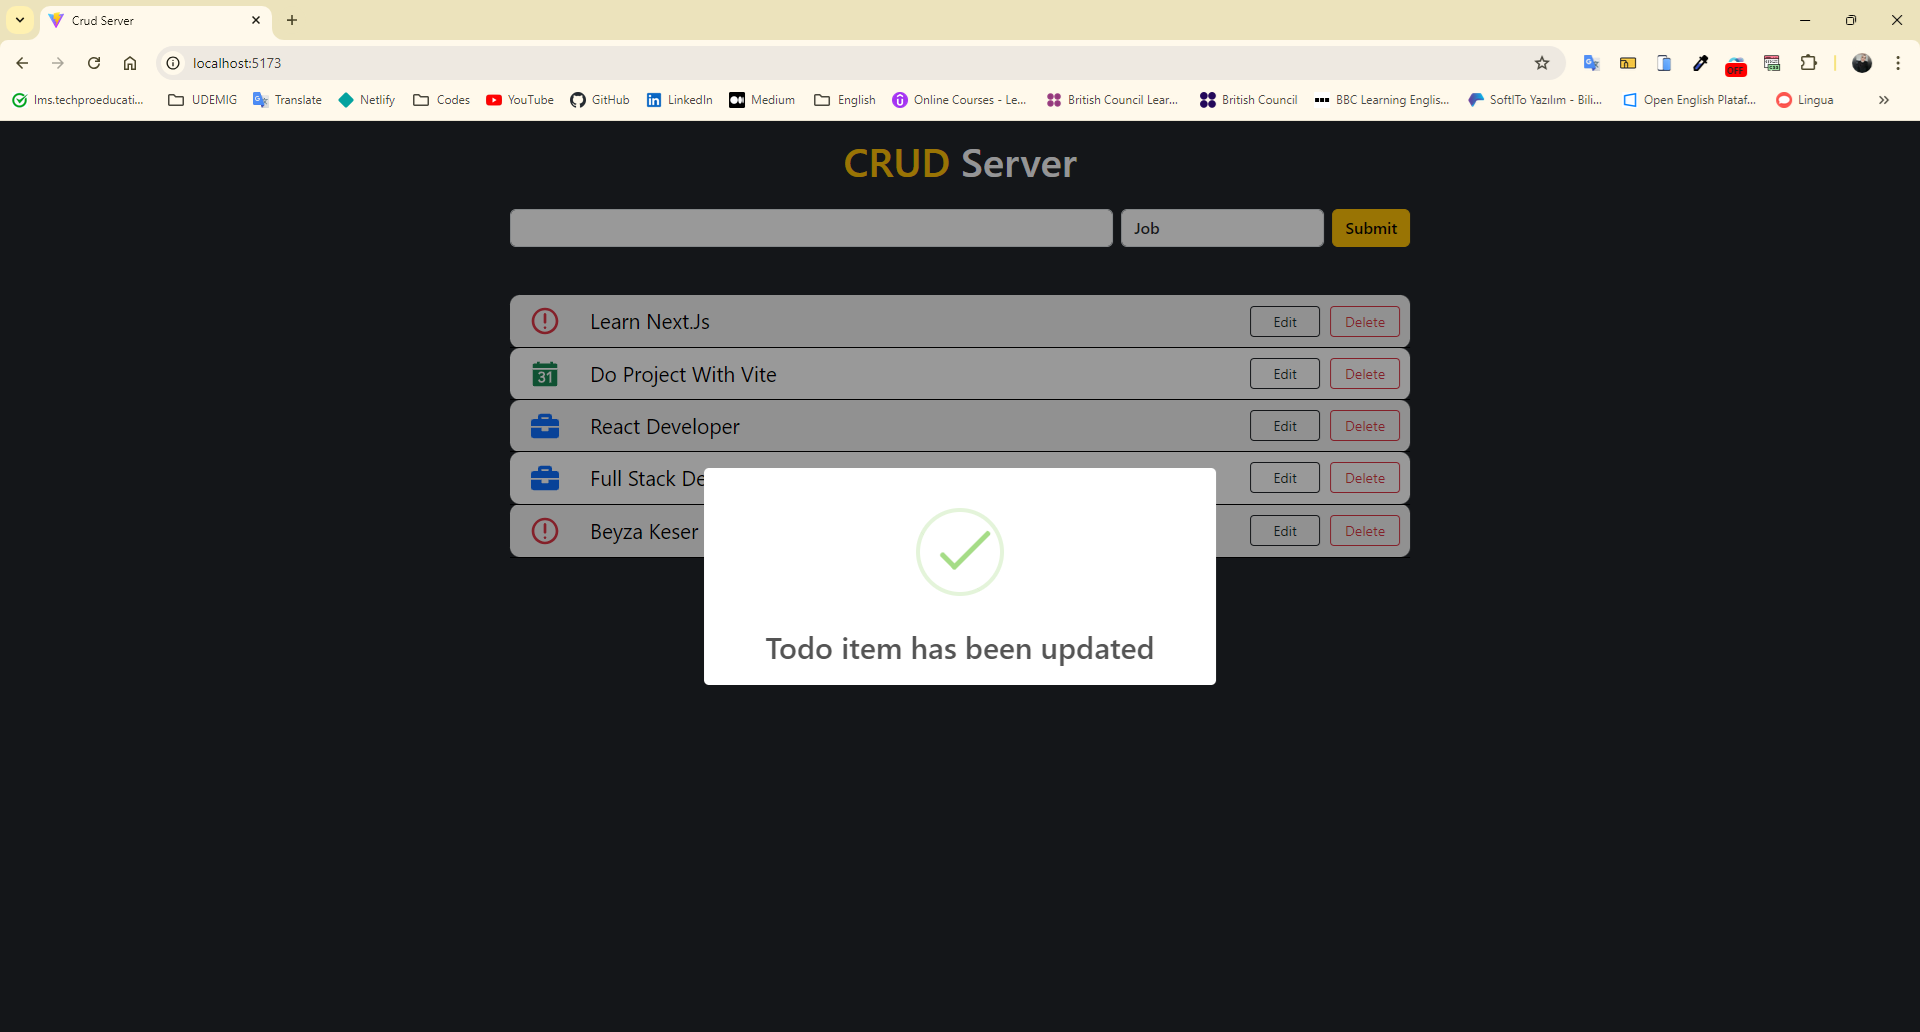 Crud Server
localhost:5173
OFF
lms.techproeducati...
UDEMIG
Translate
Netlify
Codes
YouTube
GitHub
LinkedIn
Medium
English
Online Courses - Le...
British Council Lear...
British Council
BBC Learning Englis...
SoftITo Yazılım - Bili...
Open English Plataf...
Lingua
CRUD Server
Job
Submit
Learn Next.Js
Edit
Delete
31
Do Project With Vite
Edit
Delete
React Developer
Edit
Delete
Full Stack De
Edit
Delete
Beyza Keser
Edit
Delete
Todo item has been updated